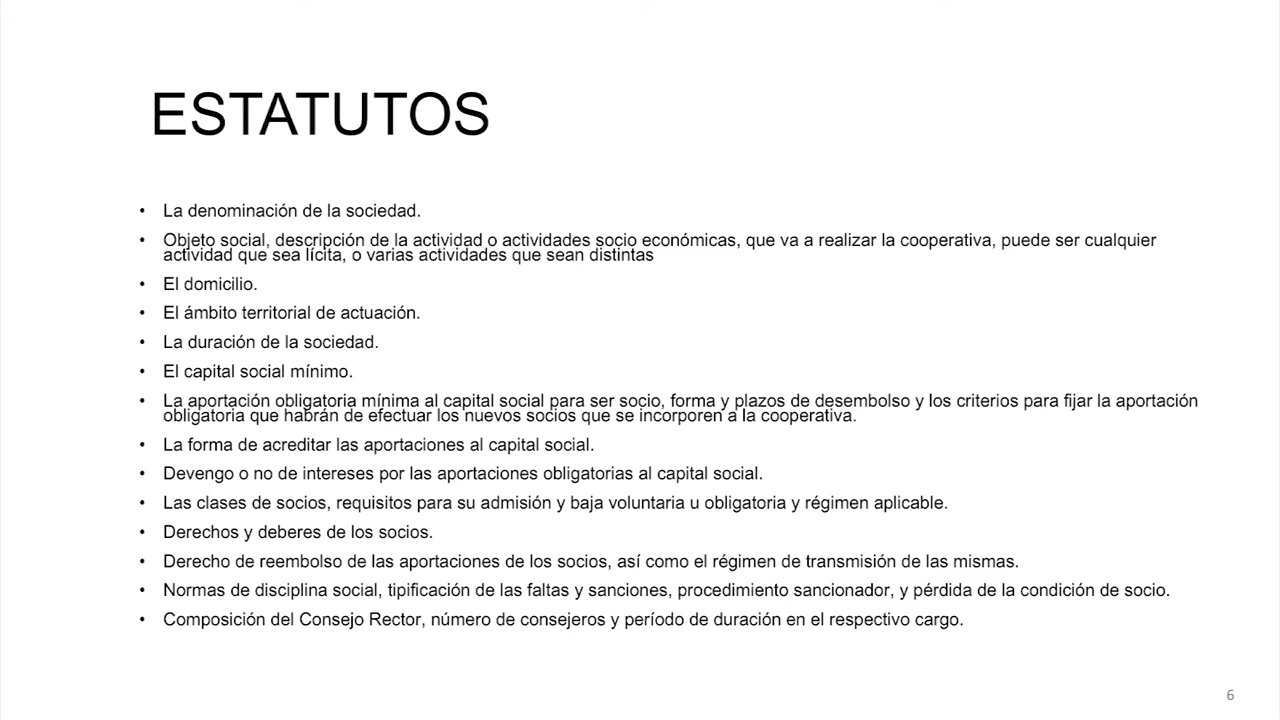 ESTATUTOS
• La denominación de la sociedad.
• Objeto social, descripción de la actividad o actividades socio económicas, que va a realizar la cooperativa, puede ser cualquier
actividad que sea lícita, o varias actividades que sean distintas
• El domicilio.
• El ámbito territorial de actuación.
• La duración de la sociedad.
• El capital social mínimo.
• La aportación obligatoria mínima al capital social para ser socio, forma y plazos de desembolso y los criterios para fijar la aportación
obligatoria que habrán de efectuar los nuevos socios que se incorporen a la cooperativa.
• La forma de acreditar las aportaciones al capital social.
• Devengo o no de intereses por las aportaciones obligatorias al capital social.
• Las clases de socios, requisitos para su admisión y baja voluntaria u obligatoria y régimen aplicable.
• Derechos y deberes de los socios.
• Derecho de reembolso de las aportaciones de los socios, así como el régimen de transmisión de las mismas.
• Normas de disciplina social, tipificación de las faltas y sanciones, procedimiento sancionador, y pérdida de la condición de socio.
• Composición del Consejo Rector, número de consejeros y período de duración en el respectivo cargo.
6